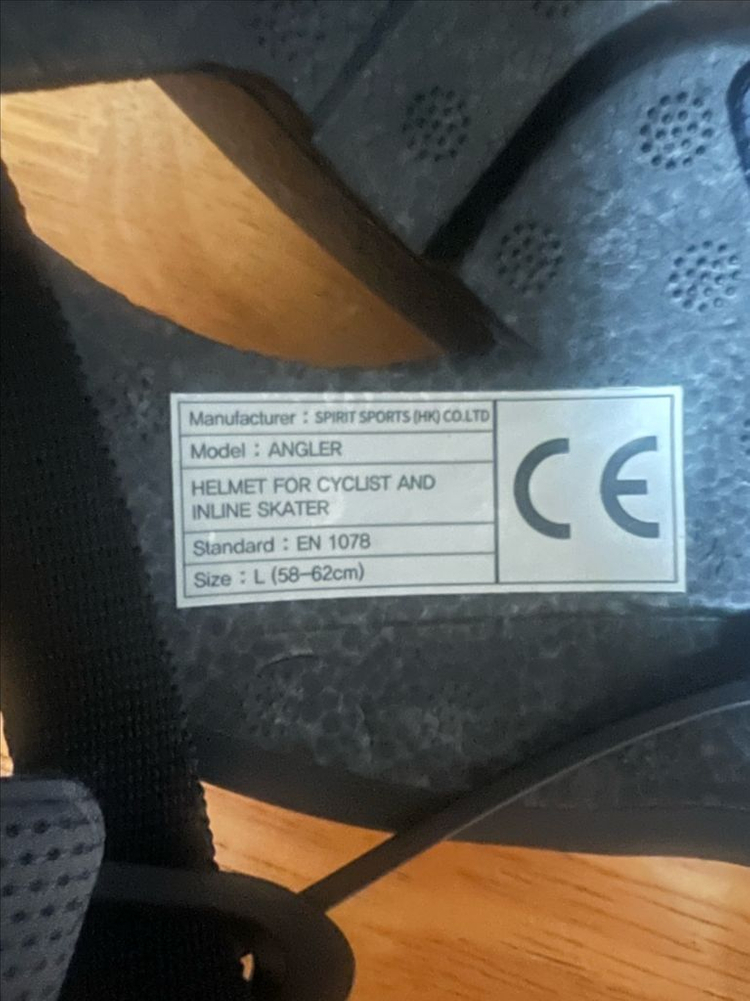 Manufacturer : SPIRIT SPORTS (HK) CO.LTD
Model : ANGLER
HELMET FOR CYCLIST AND
INLINE SKATER
Standard : EN 1078
Size : L (58-62cm)
CE